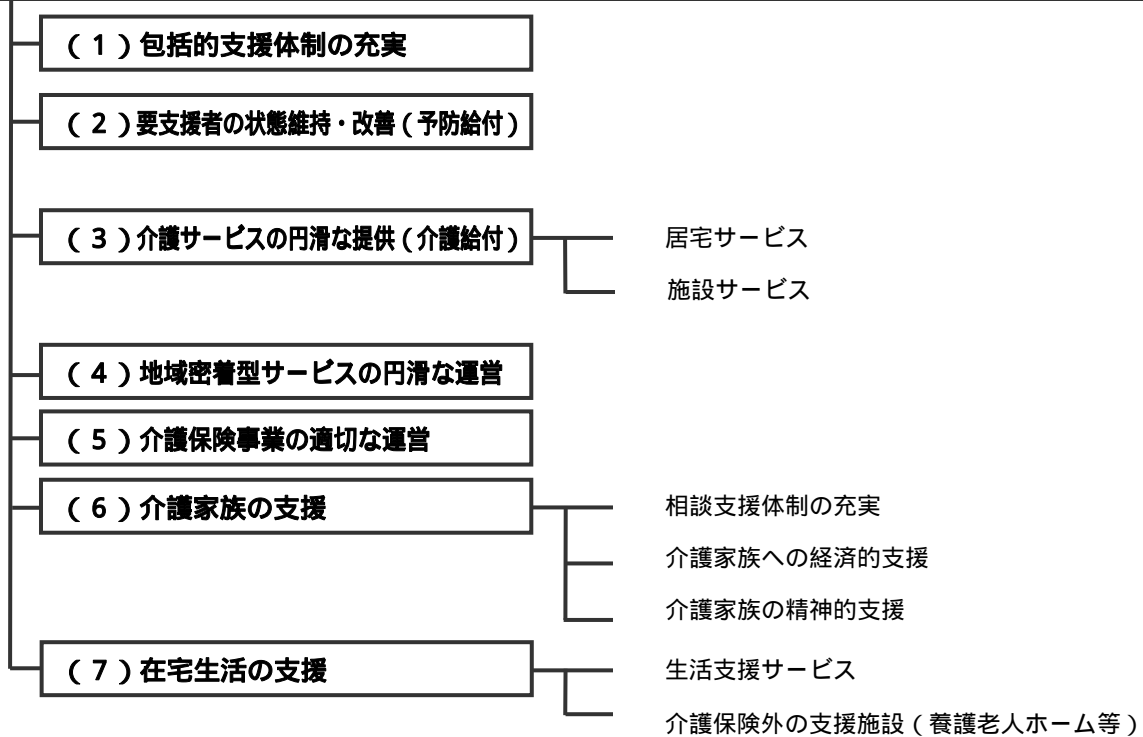 （１）包括的支援体制の充実
（２）要支援者の状態維持・改善（予防給付）
（３）介護サービスの円滑な提供（介護給付）
居宅サービス
施設サービス
（４）地域密着型サービスの円滑な運営
（５）介護保険事業の適切な運営
（６）介護家族の支援
相談支援体制の充実
介護家族への経済的支援
介護家族の精神的支援
（７）在宅生活の支援
生活支援サービス
介護保険外の支援施設（養護老人ホーム等）